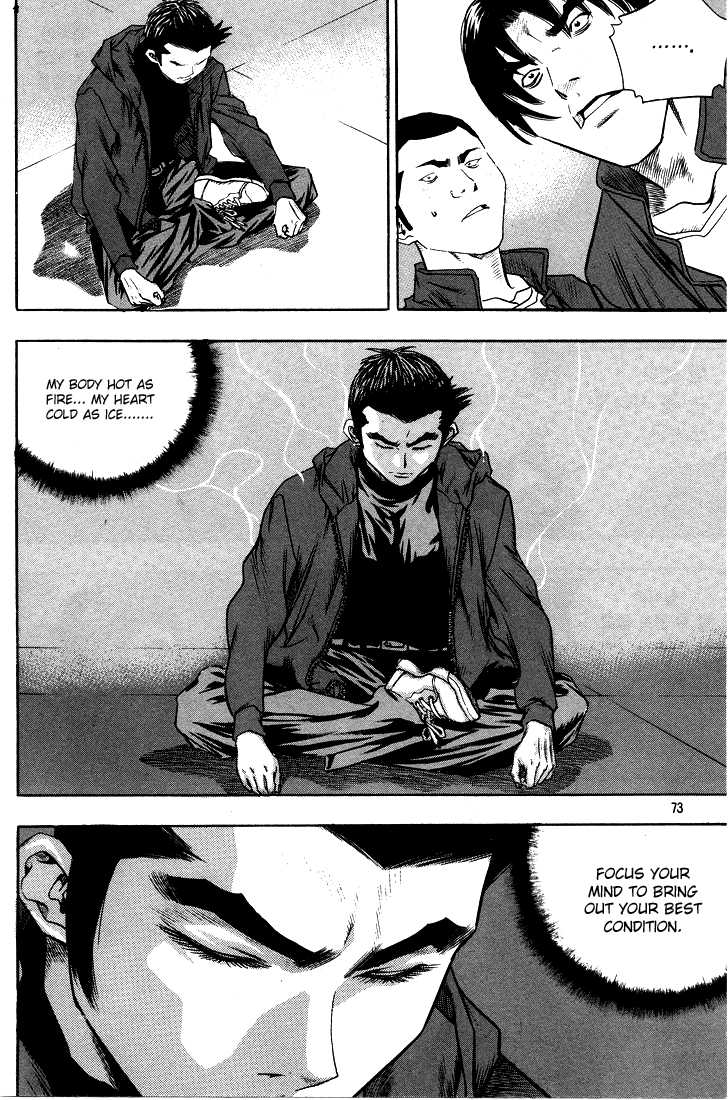 .......
MY BODY HOT AS
FIRE... MY HEART
COLD AS ICE.......
73
FOCUS YOUR
MIND TO BRING
OUT YOUR BEST
CONDITION.